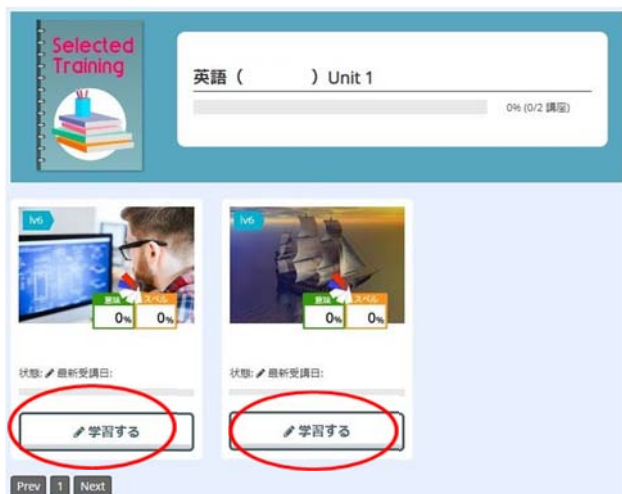 Selected
Training
英語（　　　）Unit 1
0% (0/2 講座)
lv6
lv6
意味 スペル
0% 0%
意味 スペル
0% 0%
状態: 最新受講日:
状態: 最新受講日:
学習する
学習する
Prev 1 Next